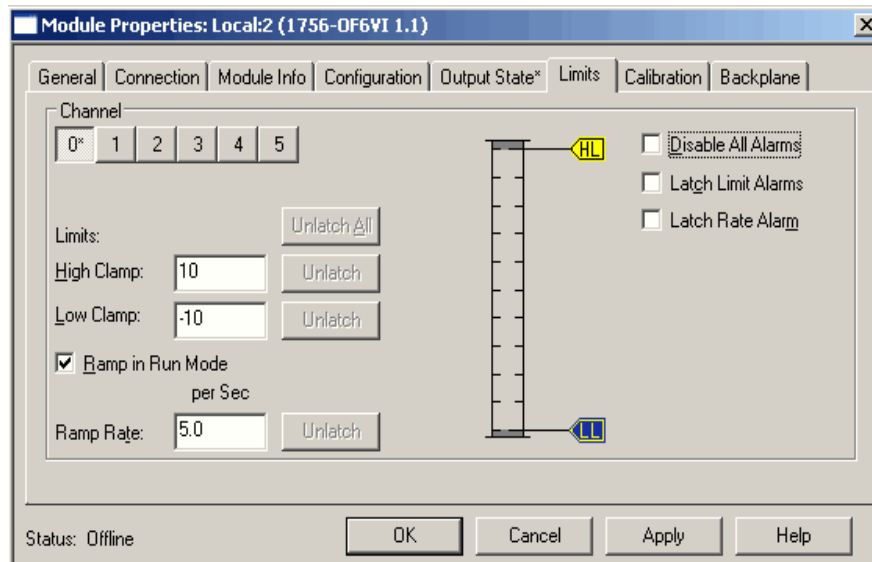 Module Properties: Local:2 (1756-OF6VI 1.1)
General Connection Module Info Configuration Output State* Limits Calibration Backplane
Channel
0* 1 2 3 4 5
HL
Disable All Alarms
Latch Limit Alarms
Latch Rate Alarm
Limits:
Unlatch All
High Clamp: 10 Unlatch
Low Clamp: -10 Unlatch
Ramp in Run Mode
per Sec
Ramp Rate: 5.0 Unlatch
LL
Status: Offline
OK Cancel Apply Help